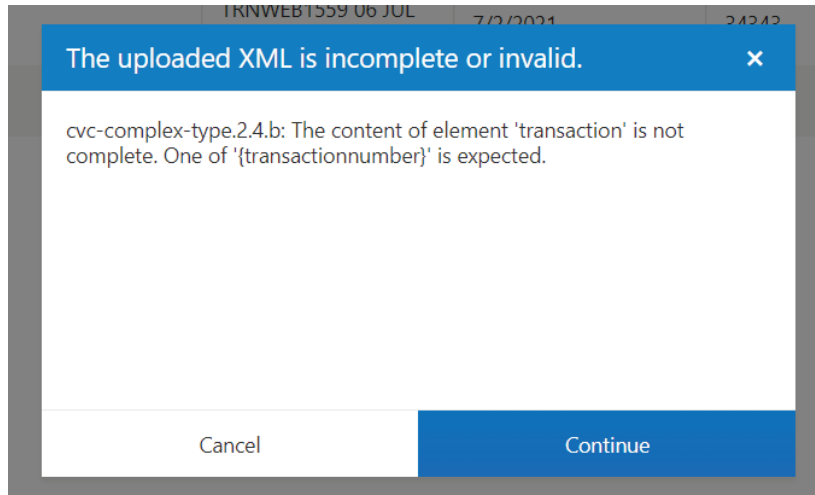 TRNWEB1559 06 JUL
7/2/2021
34343
The uploaded XML is incomplete or invalid.
×
cvc-complex-type.2.4.b: The content of element 'transaction' is not
complete. One of '{transactionnumber}' is expected.
Cancel
Continue